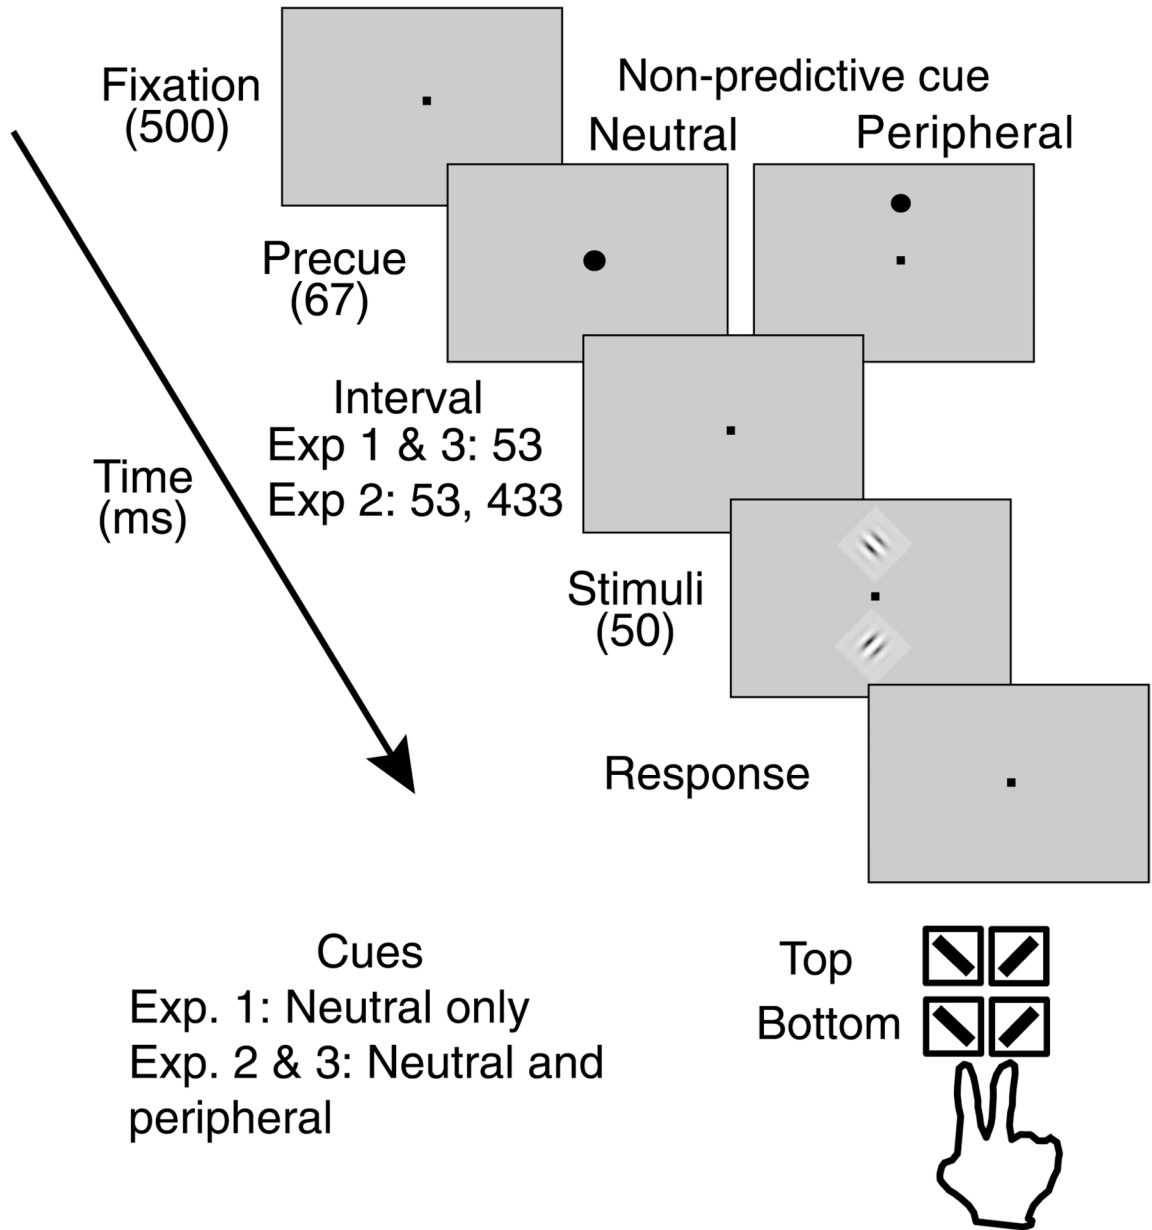 Fixation
(500)
Non-predictive cue
Neutral
Peripheral
Precue
(67)
Interval
Exp 1 & 3: 53
Exp 2: 53, 433
Time
(ms)
Stimuli
(50)
Response
Cues
Exp. 1: Neutral only
Exp. 2 & 3: Neutral and
peripheral
Top
Bottom